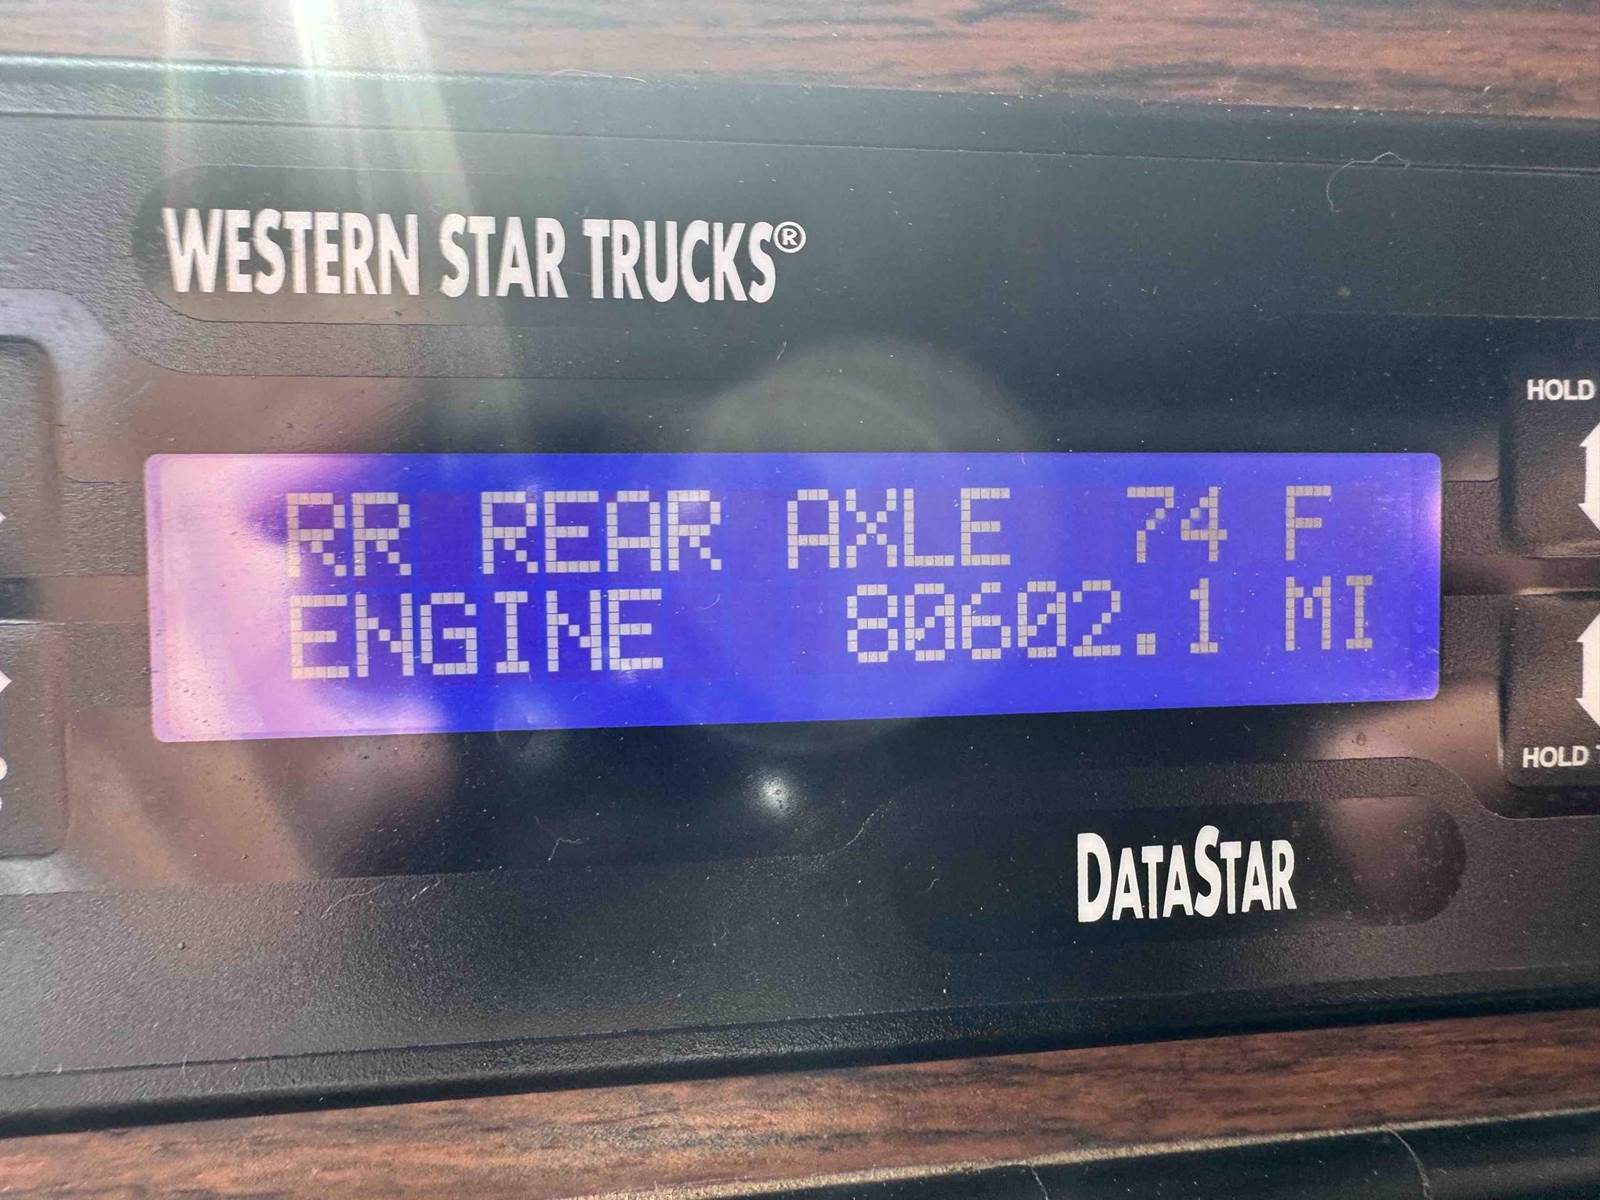 WESTERN STAR TRUCKS®
HOLD
RR REAR AXLE 74 F
ENGINE 80602.1 MI
HOLD
DATASTAR